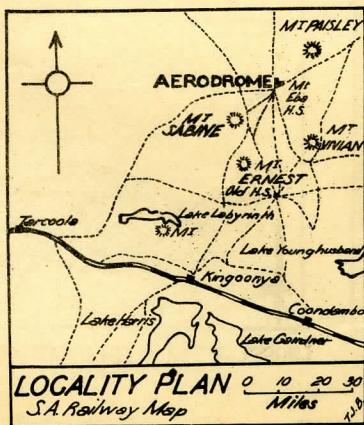 MT PAISLEY
AERODROME
Mt
Eba
H.S.
MT
SABINE
MT
VIVIAN
MT
ERNEST
Old H.S.
Lake Labyrinth
Tarcoola
MT
Lake Younghusband
Kingoonya
Coondambo
Lake Harris
Lake Gairdner
LOCALITY PLAN
0 10 20 30
S.A. Railway Map
Miles